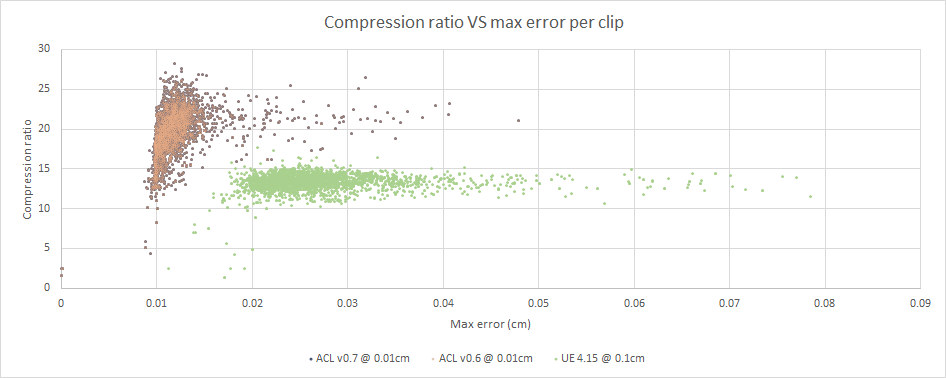 Compression ratio VS max error per clip
30
25
20
15
10
5
0
Compression ratio
0 0.01 0.02 0.03 0.04 0.05 0.06 0.07 0.08 0.09
Max error (cm)
ACL v0.7 @ 0.01cm ACL v0.6 @ 0.01cm UE 4.15 @ 0.1cm